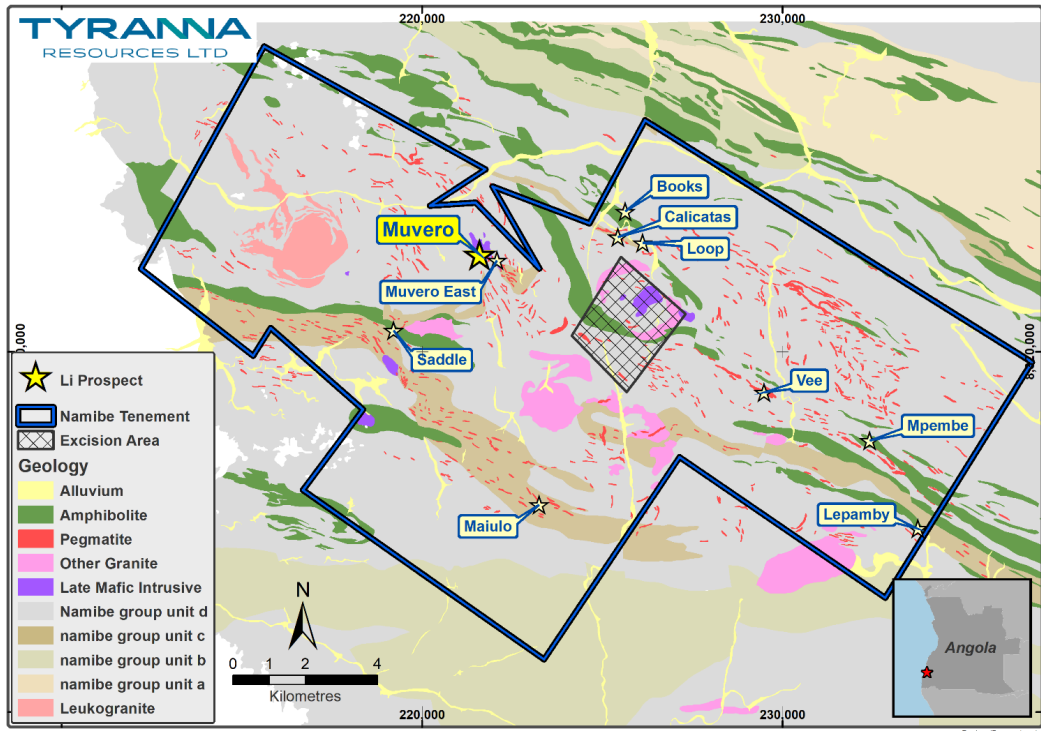 TYRANNA
RESOURCES LTD
220,000
230,000
Books
Calicatas
Loop
Muvero
Muvero East
Saddle
Vee
Mpembe
Maiulo
Lepamby
Li Prospect
Namibe Tenement
Excision Area
Geology
Alluvium
Amphibolite
Pegmatite
Other Granite
Late Mafic Intrusive
Namibe group unit d
namibe group unit c
namibe group unit b
namibe group unit a
Leukogranite
N
0 1 2 4
Kilometres
Angola
220,000
230,000